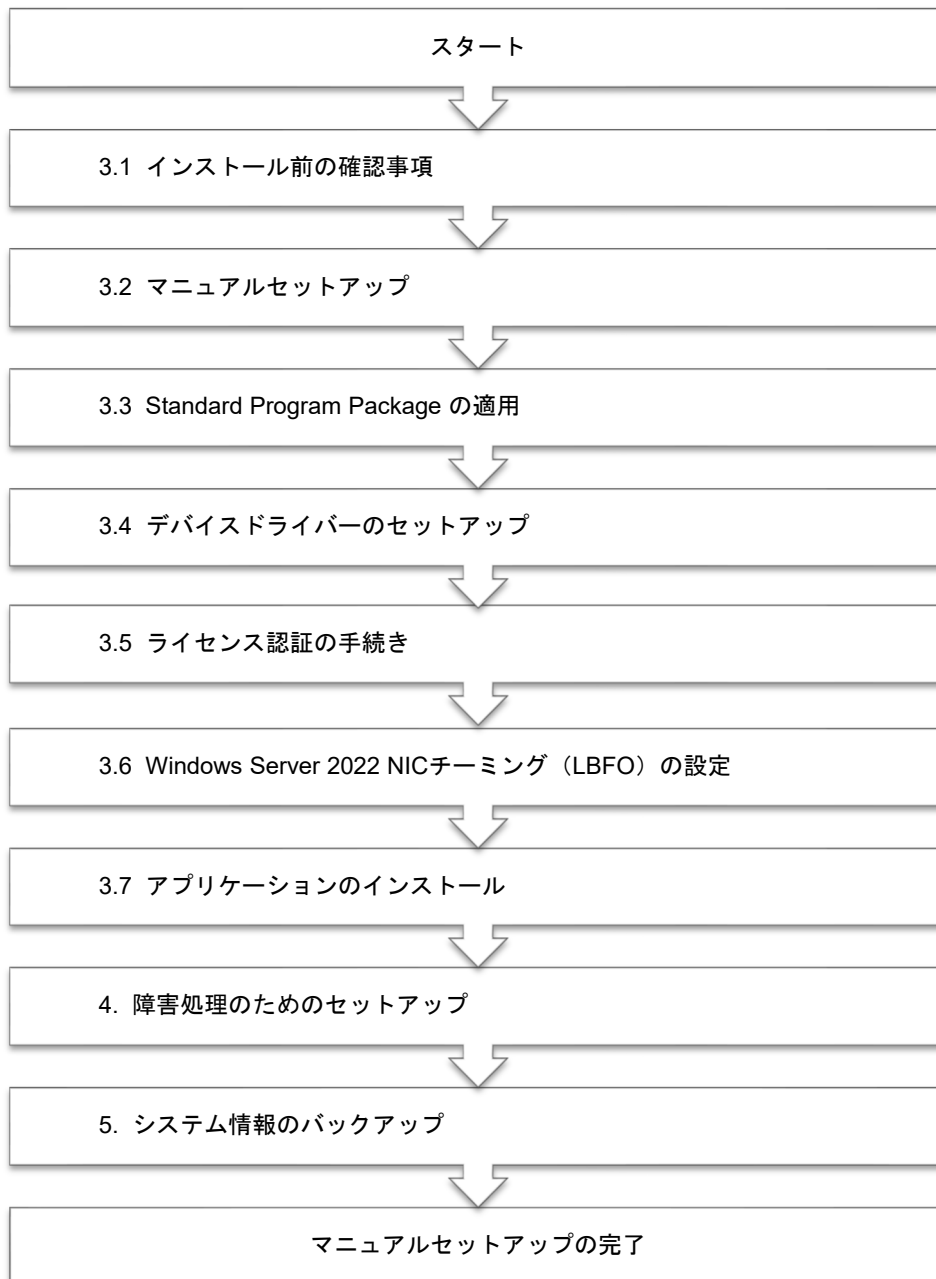 スタート
3.1 インストール前の確認事項
3.2 マニュアルセットアップ
3.3 Standard Program Package の適用
3.4 デバイスドライバーのセットアップ
3.5 ライセンス認証の手続き
3.6 Windows Server 2022 NICチーミング（LBFO）の設定
3.7 アプリケーションのインストール
4. 障害処理のためのセットアップ
5. システム情報のバックアップ
マニュアルセットアップの完了